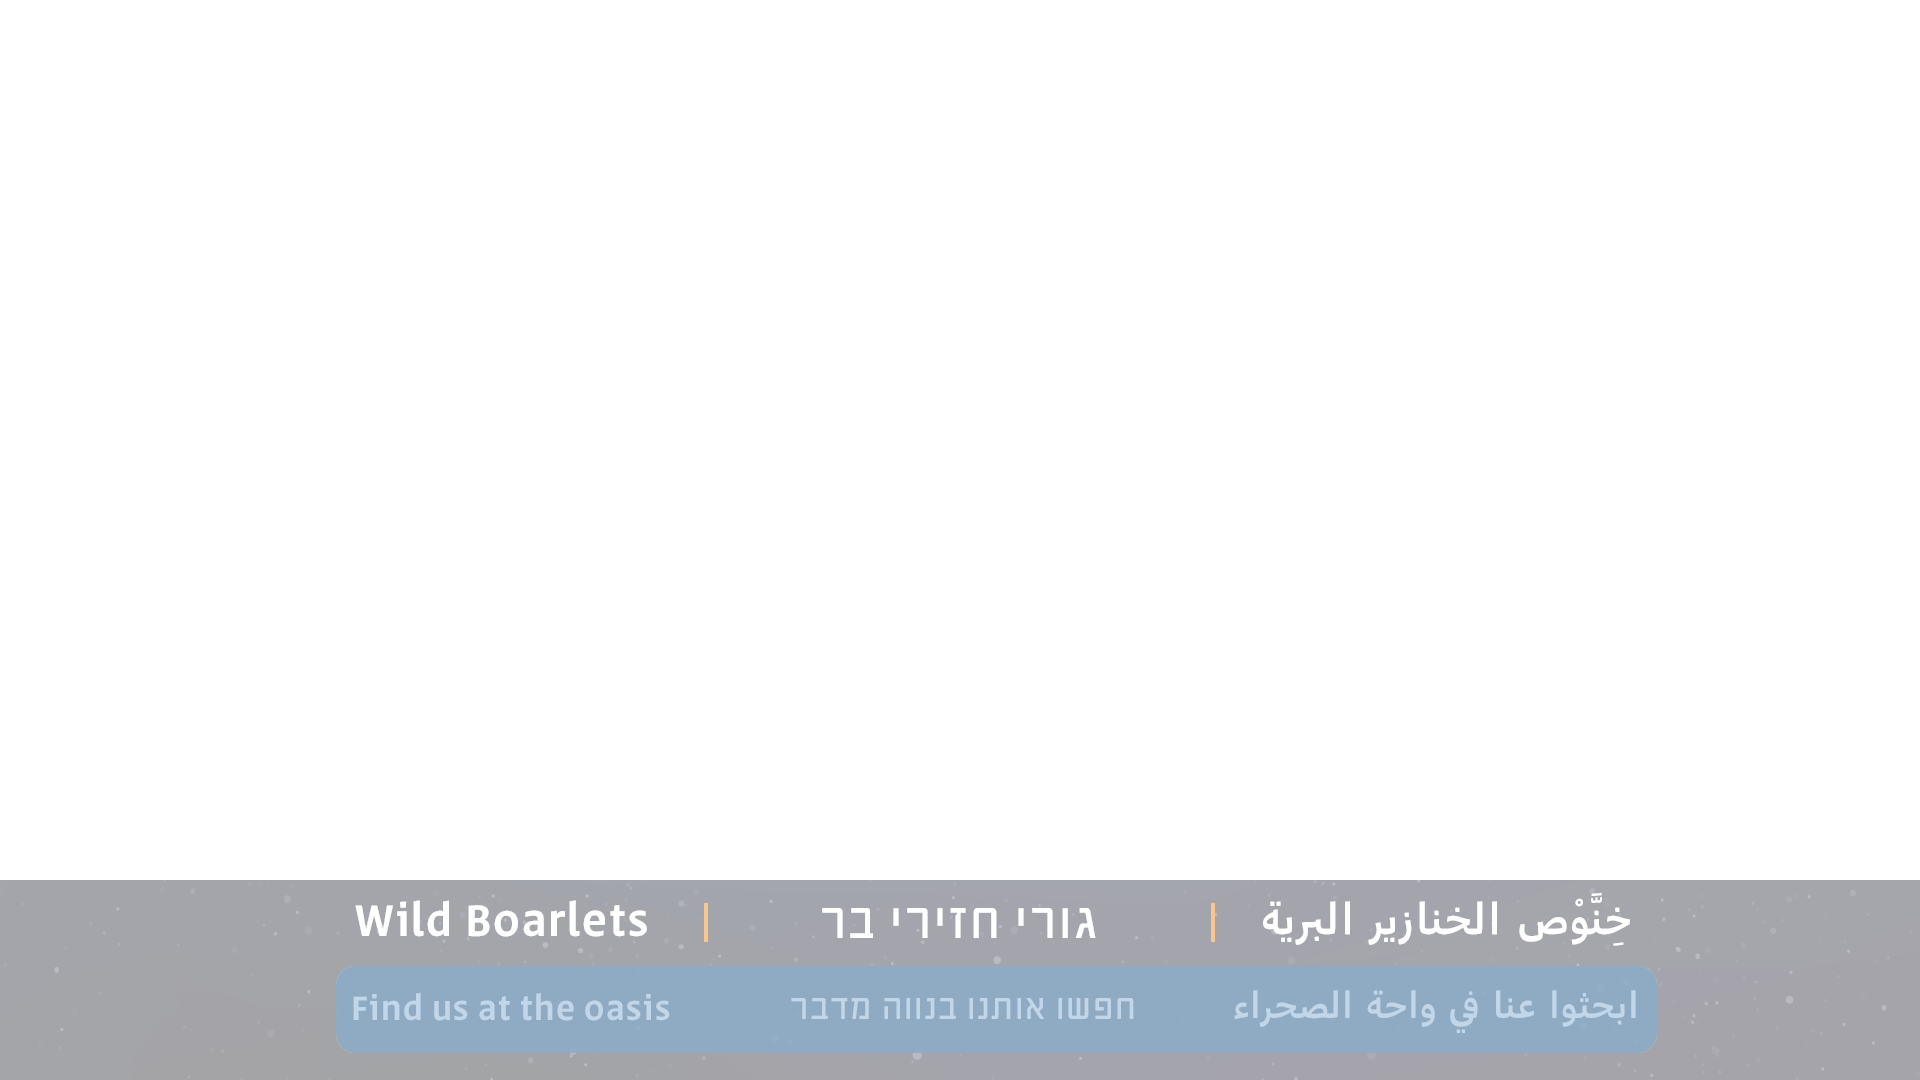 Wild Boarlets | גורי חזירי בר | خِنَّوْص الخنازير البرية
Find us at the oasis חפשו אותנו בנווה מדבר ابحثوا عنا في واحة الصحراء